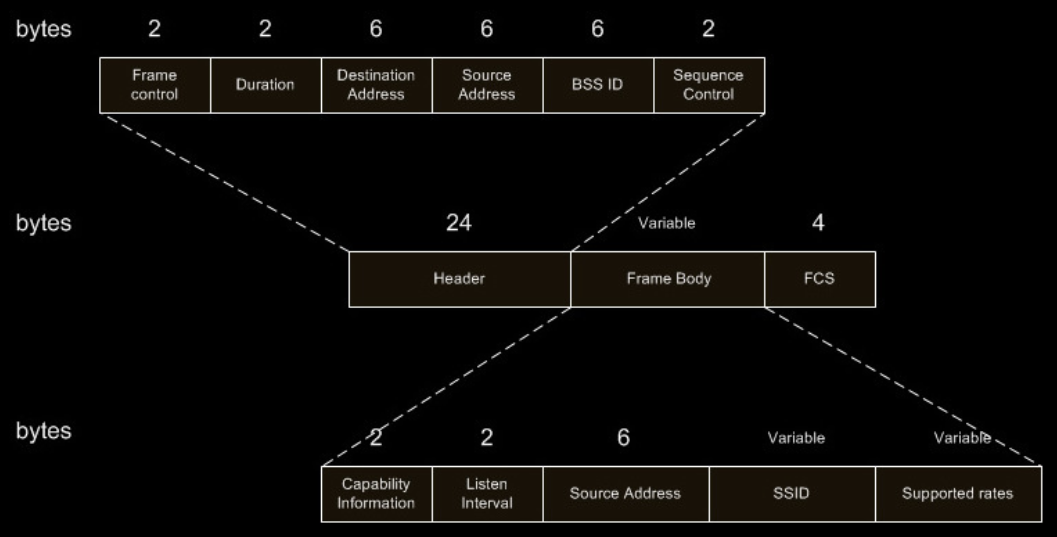 bytes 2 2 6 6 6 2
Frame control Duration Destination Address Source Address BSS ID Sequence Control
bytes 24 Variable 4
Header Frame Body FCS
bytes 2 2 6 Variable Variable
Capability Information Listen Interval Source Address SSID Supported rates